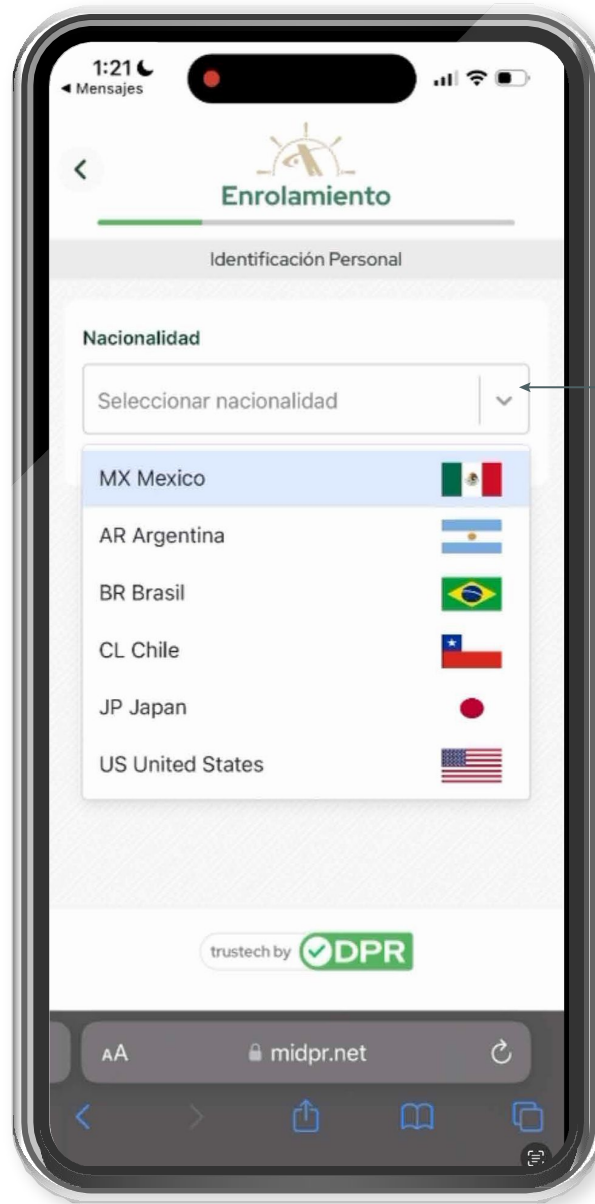 1:21
◄ Mensajes
Enrolamiento
Identificación Personal
Nacionalidad
Seleccionar nacionalidad
MX Mexico
AR Argentina
BR Brasil
CL Chile
JP Japan
US United States
trustech by DPR
AA midpr.net